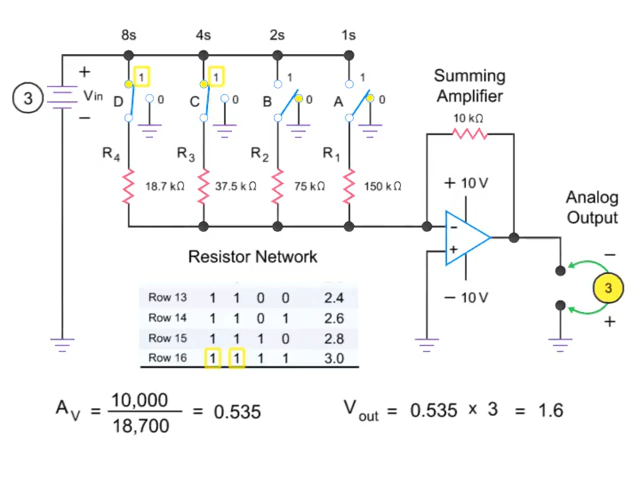 8s 4s 2s 1s
+ 1 1 1 1
3 Vin D 0 C 0 B 0 A 0
−
Summing
Amplifier
10 kΩ
R4 R3 R2 R1
18.7 kΩ 37.5 kΩ 75 kΩ 150 kΩ
+ 10 V
Analog
Output
-
+
−
3
+
− 10 V
Resistor Network
Row 13 1 1 0 0 2.4
Row 14 1 1 0 1 2.6
Row 15 1 1 1 0 2.8
Row 16 1 1 1 1 3.0
AV = 10,000 / 18,700 = 0.535
Vout = 0.535 x 3 = 1.6